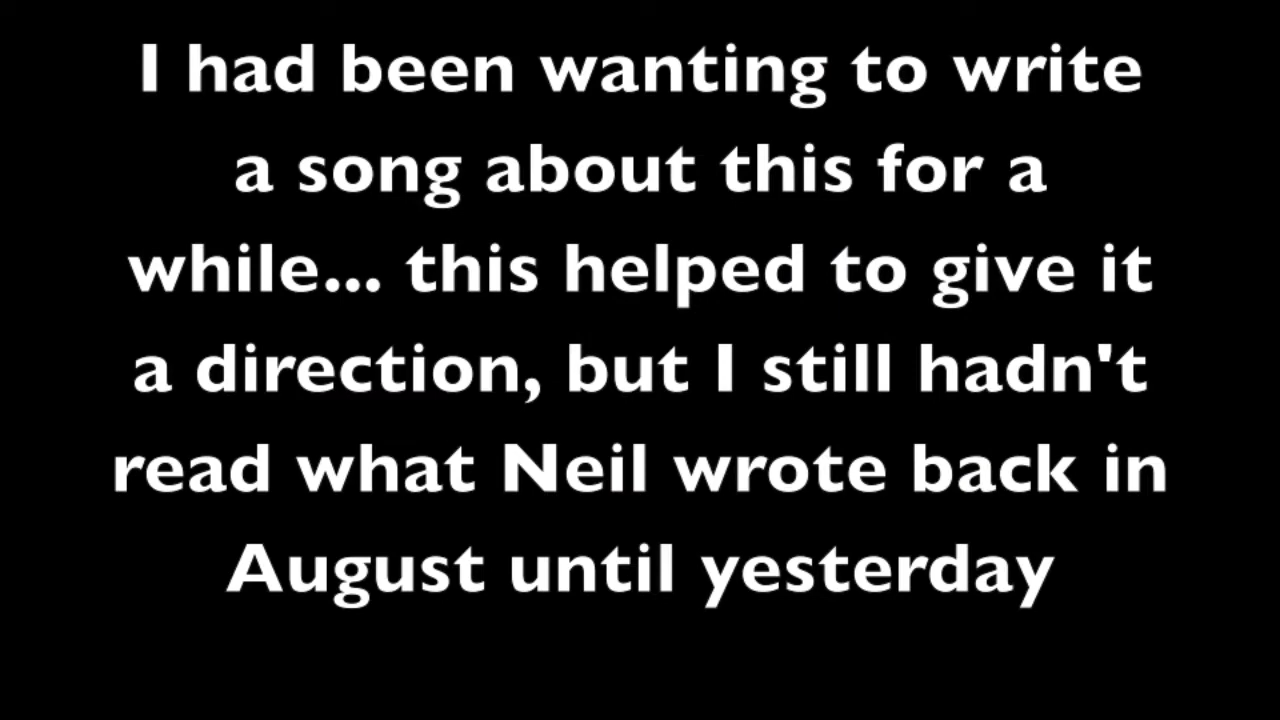 I had been wanting to write
a song about this for a
while... this helped to give it
a direction, but I still hadn't
read what Neil wrote back in
August until yesterday